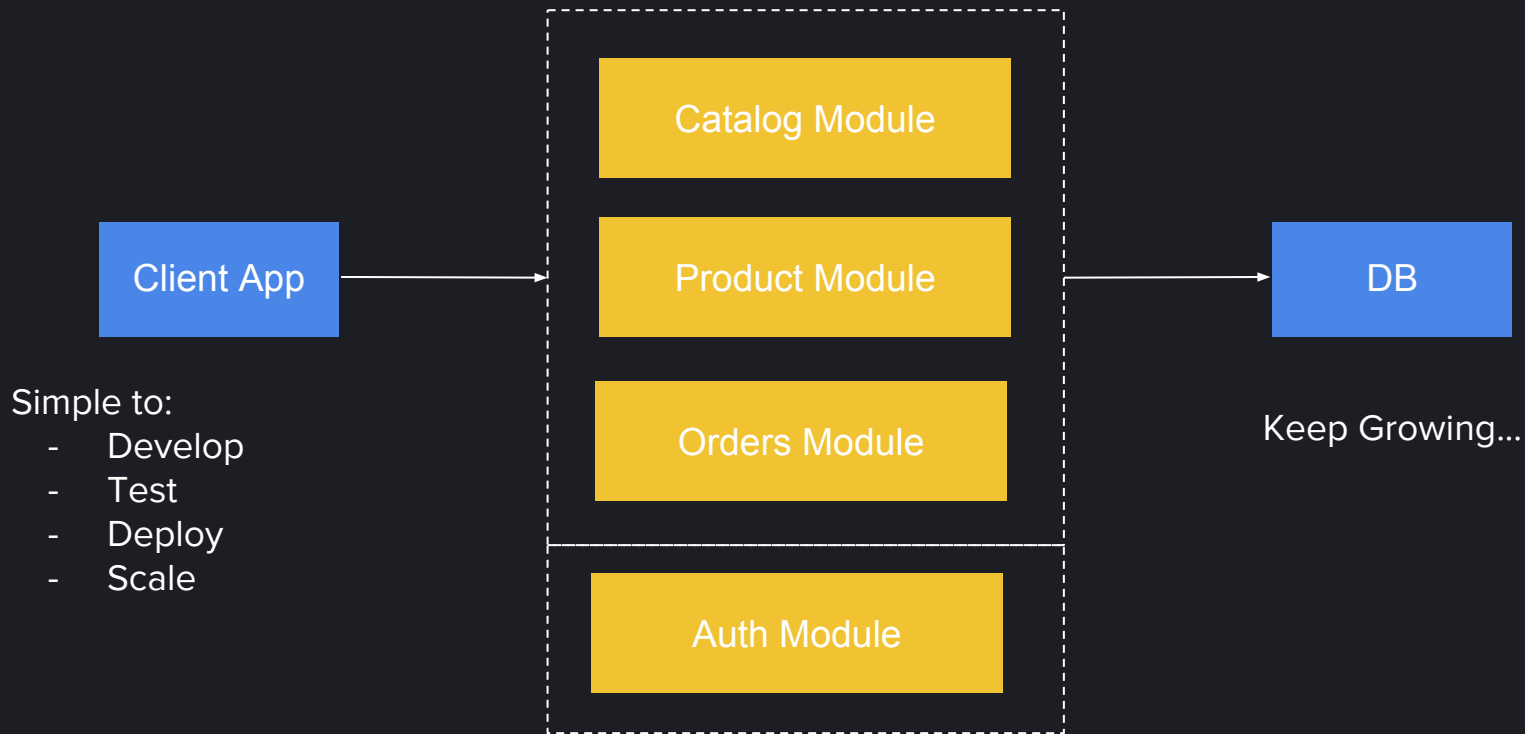 Catalog Module
Client App
Product Module
DB
Simple to:
- Develop
- Test
- Deploy
- Scale
Orders Module
Keep Growing...
Auth Module